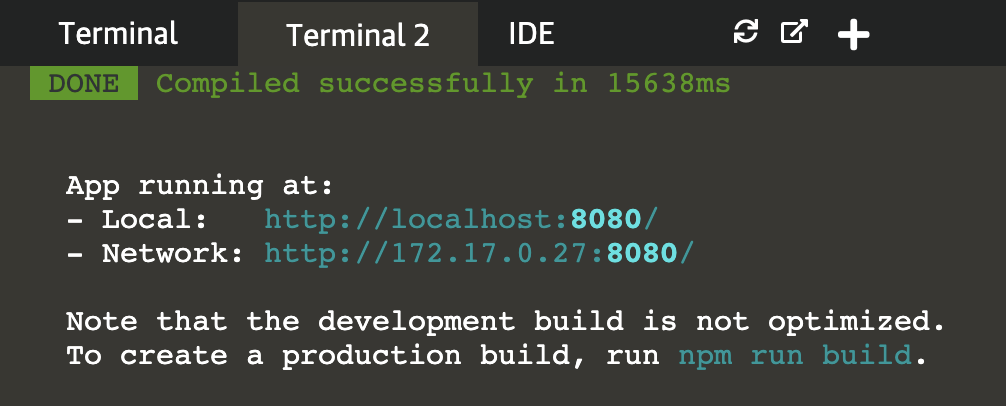 Terminal Terminal 2 IDE
DONE Compiled successfully in 15638ms
App running at:
- Local: http://localhost:8080/
- Network: http://172.17.0.27:8080/
Note that the development build is not optimized.
To create a production build, run npm run build.